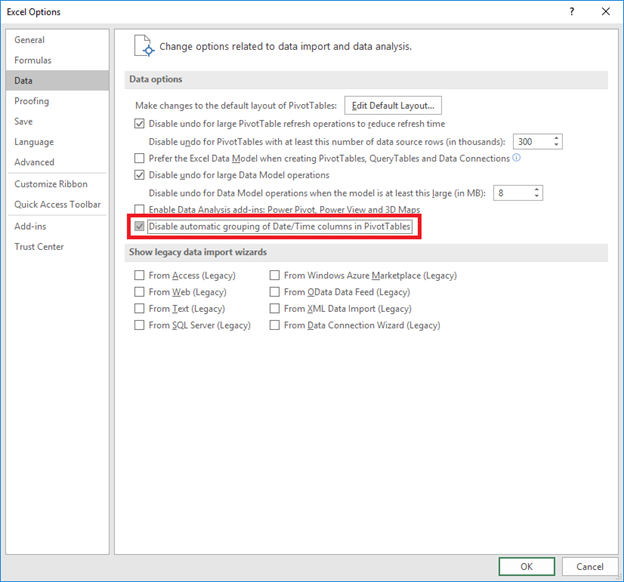 Excel Options
?
General
Formulas
Data
Proofing
Save
Language
Advanced
Customize Ribbon
Quick Access Toolbar
Add-ins
Trust Center
Change options related to data import and data analysis.
Data options
Make changes to the default layout of PivotTables: Edit Default Layout...
Disable undo for large PivotTable refresh operations to reduce refresh time
Disable undo for PivotTables with at least this number of data source rows (in thousands): 300
Prefer the Excel Data Model when creating PivotTables, QueryTables and Data Connections
Disable undo for large Data Model operations
Disable undo for Data Model operations when the model is at least this large (in MB): 8
Enable Data Analysis add-ins: Power Pivot, Power View and 3D Maps
Disable automatic grouping of Date/Time columns in PivotTables
Show legacy data import wizards
From Access (Legacy) From Windows Azure Marketplace (Legacy)
From Web (Legacy) From OData Data Feed (Legacy)
From Text (Legacy) From XML Data Import (Legacy)
From SQL Server (Legacy) From Data Connection Wizard (Legacy)
OK Cancel